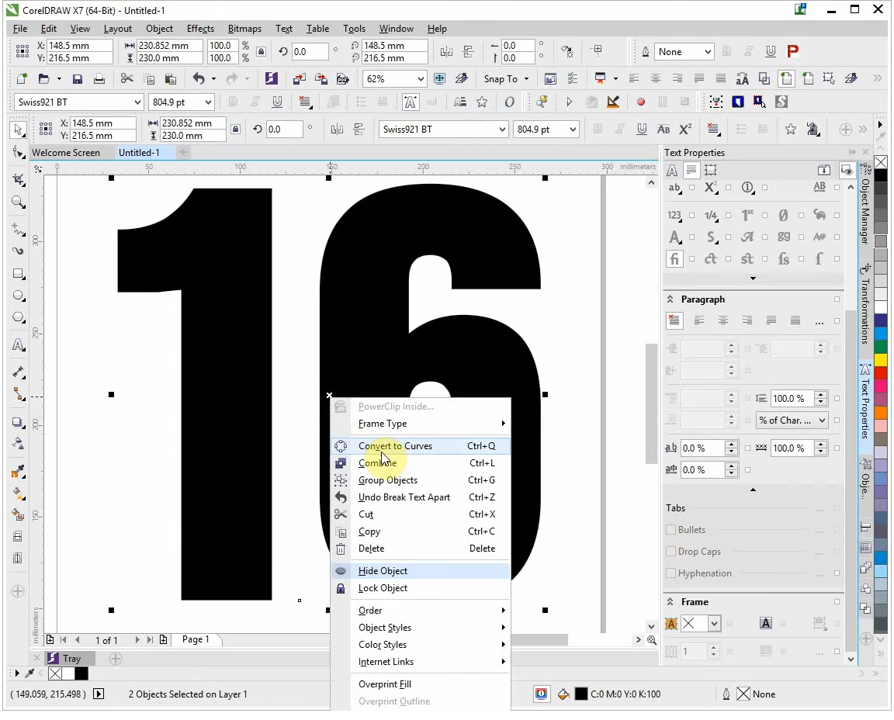 CorelDRAW X7 (64-Bit) - Untitled-1
File Edit View Layout Object Effects Bitmaps Text Table Tools Window Help
X: 148.5 mm 230.852 mm 100.0 % 0.0 ° 148.5 mm 0.0 None
Y: 216.5 mm 230.0 mm 100.0 % 216.5 mm 0.0
62% Snap To
Swiss921 BT 804.9 pt
X: 148.5 mm 230.852 mm 0.0 ° Swiss921 BT 804.9 pt
Y: 216.5 mm 230.0 mm
Welcome Screen Untitled-1 Text Properties
0 50 100 150 200 250 300 millimeters
300
250
200
150
millimeters
16
PowerClip Inside...
Frame Type
Convert to Curves Ctrl+Q
Combine Ctrl+L
Group Objects Ctrl+G
Undo Break Text Apart Ctrl+Z
Cut Ctrl+X
Copy Ctrl+C
Delete Delete
Hide Object
Lock Object
Order
Object Styles
Color Styles
Internet Links
Overprint Fill
Overprint Outline
Paragraph
100.0 %
% of Char. ...
0.0 % 100.0 %
0.0 %
Tabs
Bullets
Drop Caps
Hyphenation
Frame
1
Object Manager
Transformations
Text Properties
Obje...
1 of 1 Page 1
Tray
( 149.059, 215.498 ) 2 Objects Selected on Layer 1 C:0 M:0 Y:0 K:100 None